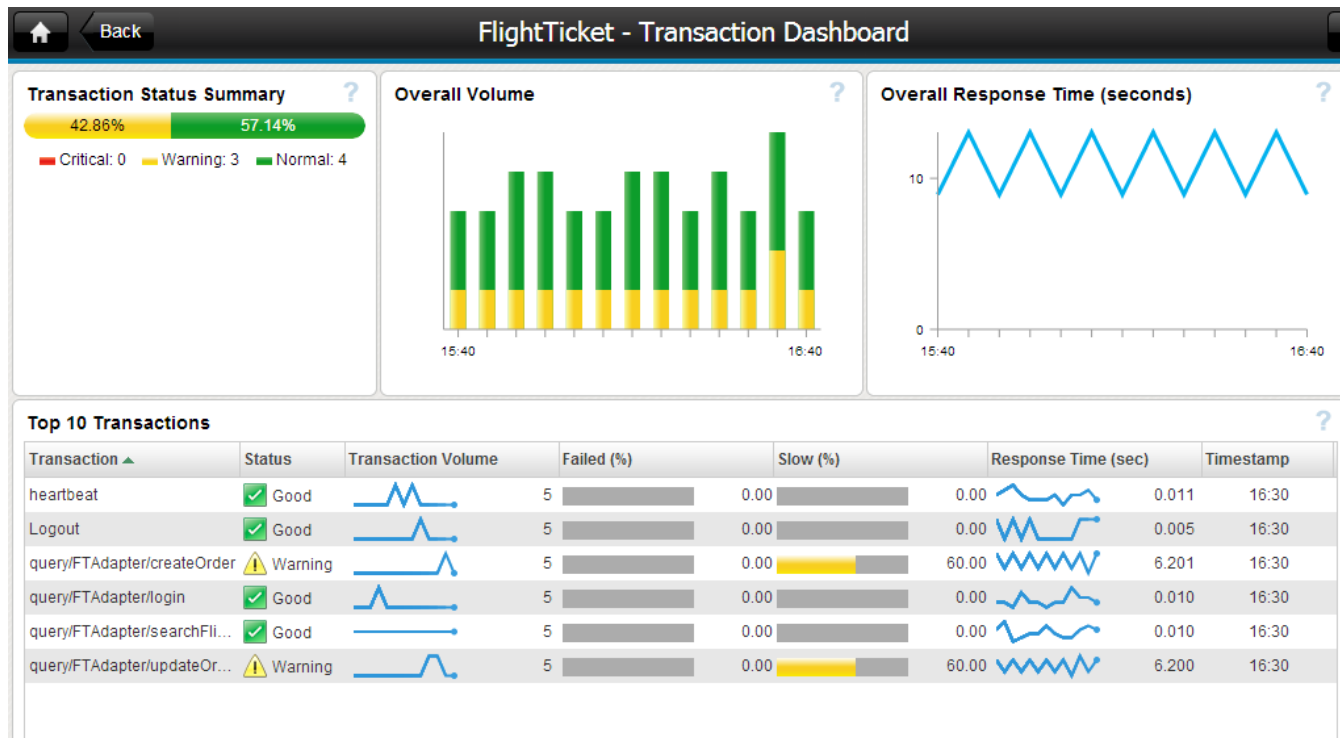 Back
FlightTicket - Transaction Dashboard
Transaction Status Summary ?
42.86% 57.14%
Critical: 0 Warning: 3 Normal: 4
Overall Volume ?
15:40 16:40
Overall Response Time (seconds) ?
10
0
15:40 16:40
Top 10 Transactions ?
Transaction Status Transaction Volume Failed (%) Slow (%) Response Time (sec) Timestamp
heartbeat Good 5 0.00 0.00 0.011 16:30
Logout Good 5 0.00 0.00 0.005 16:30
query/FTAdapter/createOrder Warning 5 0.00 60.00 6.201 16:30
query/FTAdapter/login Good 5 0.00 0.00 0.010 16:30
query/FTAdapter/searchFli... Good 5 0.00 0.00 0.010 16:30
query/FTAdapter/updateOr... Warning 5 0.00 60.00 6.200 16:30